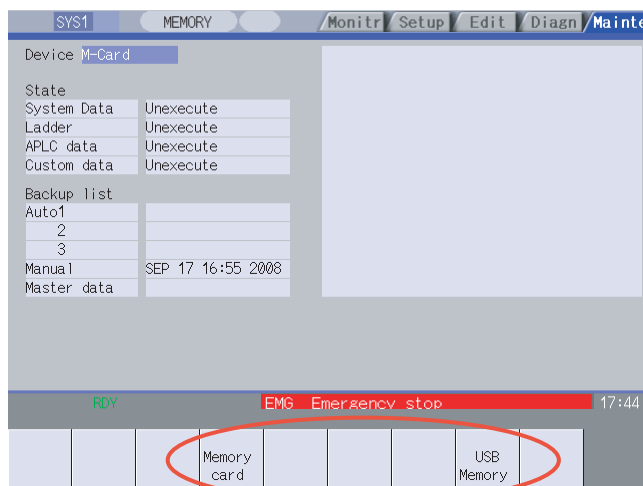 SYS1 MEMORY Monitr Setup Edit Diagn Mainte
Device M-Card
State
System Data Unexecute
Ladder Unexecute
APLC data Unexecute
Custom data Unexecute
Backup list
Auto1
2
3
Manual SEP 17 16:55 2008
Master data
RDY EMG Emergency stop 17:44
Memory card
USB Memory